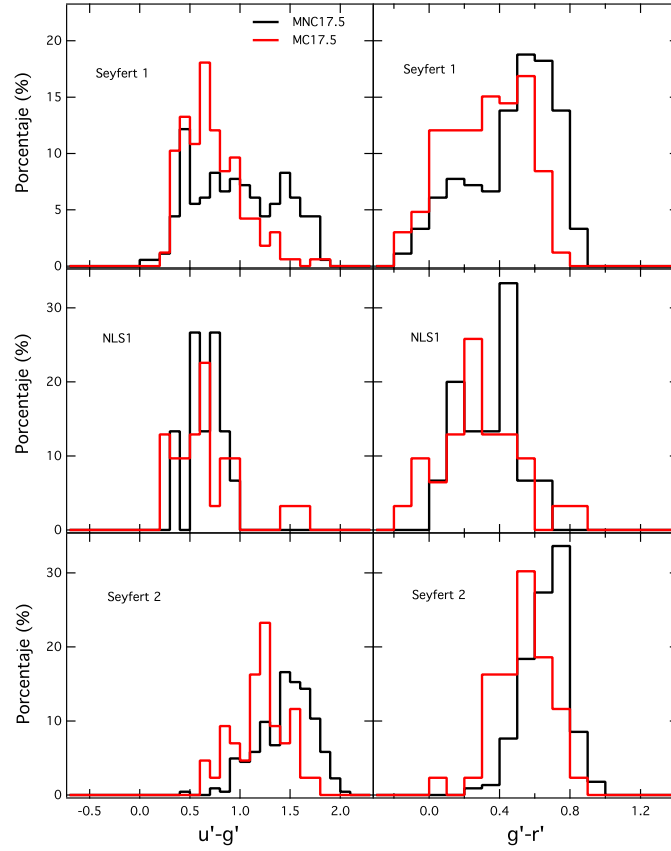 MNC17.5
MC17.5
Seyfert 1
Seyfert 1
Porcentaje (%)
20
15
10
5
0
NLS1
NLS1
Porcentaje (%)
30
20
10
0
Seyfert 2
Seyfert 2
Porcentaje (%)
30
20
10
0
-0.5 0.0 0.5 1.0 1.5 2.0
0.0 0.4 0.8 1.2
u'-g'
g'-r'